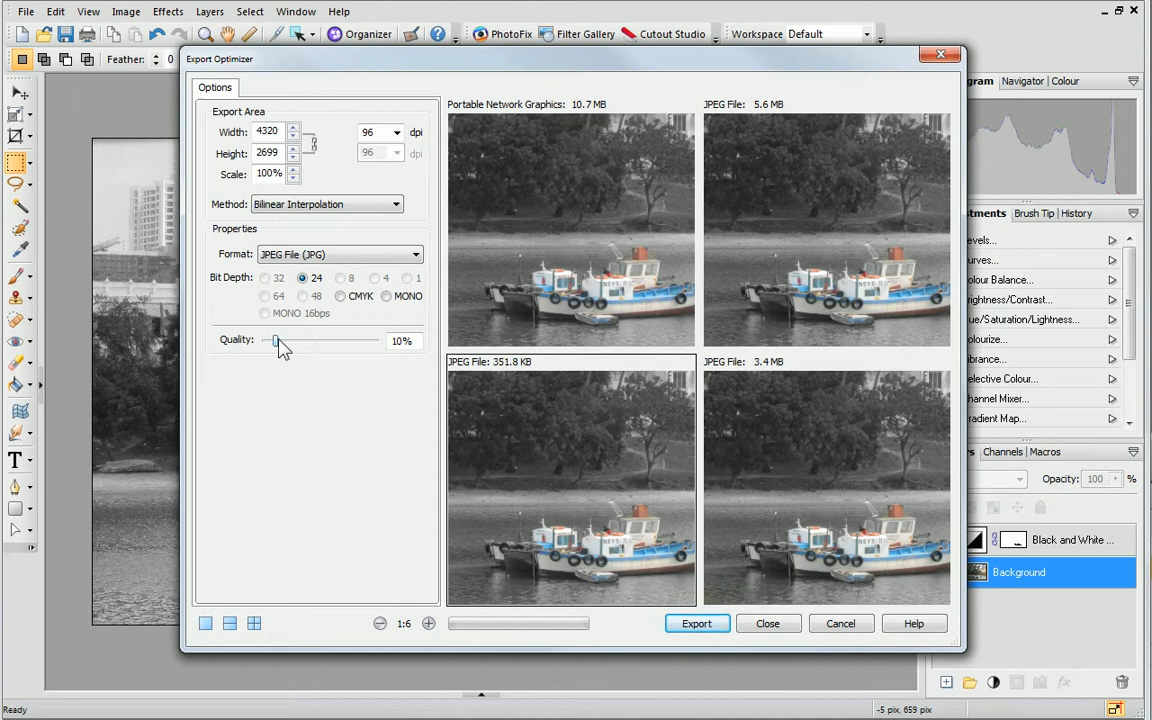 File Edit View Image Effects Layers Select Window Help
Organizer PhotoFix Filter Gallery Cutout Studio Workspace Default
Feather: 0
Export Optimizer
Options
Export Area
Width: 4320 96 dpi
Height: 2699 96 dpi
Scale: 100%
Method: Bilinear Interpolation
Properties
Format: JPEG File (JPG)
Bit Depth: 32 24 8 4 1
64 48 CMYK MONO
MONO 16bps
Quality: 10%
Portable Network Graphics: 10.7 MB
JPEG File: 5.6 MB
JPEG File: 351.8 KB
JPEG File: 3.4 MB
1:6
Export Close Cancel Help
gram Navigator Colour
stments Brush Tip History
evels...
urves...
olour Balance...
rightness/Contrast...
ue/Saturation/Lightness...
olourize...
ibrance...
elective Colour...
hannel Mixer...
radient Map...
rs Channels Macros
Opacity: 100 %
Black and White ...
Background
T
Ready
-5 pix, 659 pix